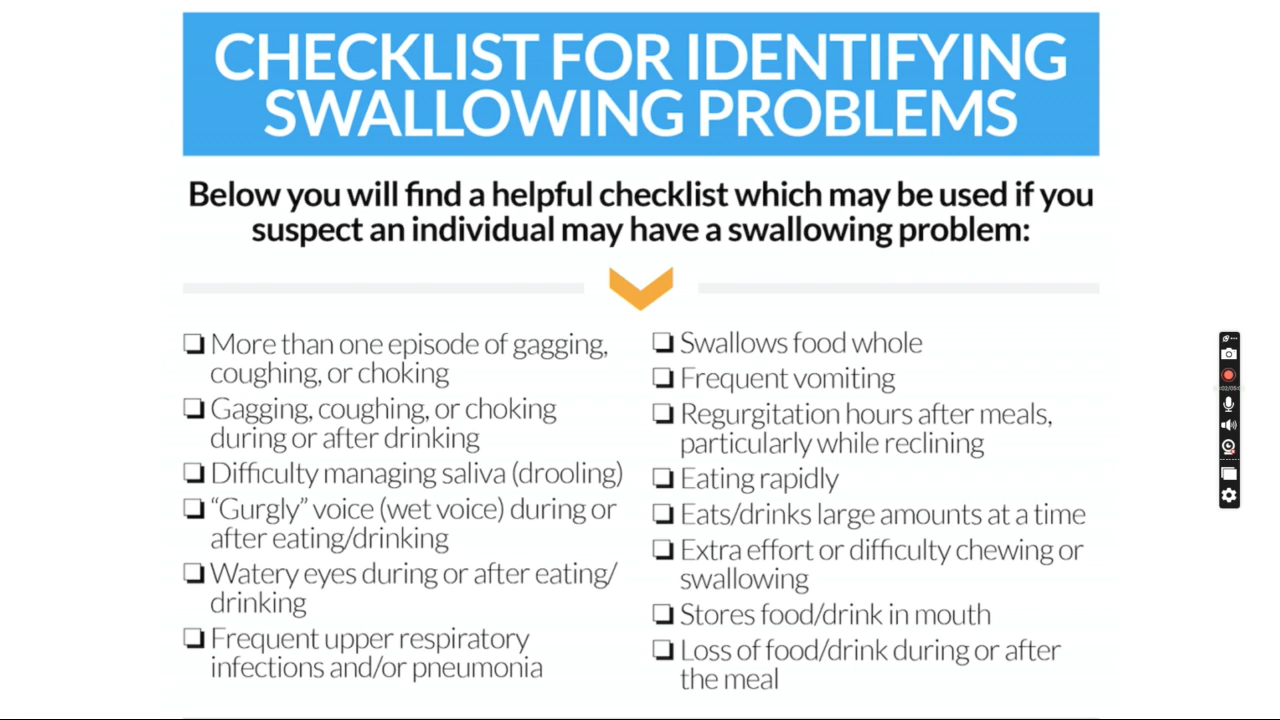 CHECKLIST FOR IDENTIFYING
SWALLOWING PROBLEMS
Below you will find a helpful checklist which may be used if you
suspect an individual may have a swallowing problem:
More than one episode of gagging,
coughing, or choking
Gagging, coughing, or choking
during or after drinking
Difficulty managing saliva (drooling)
“Gurgly” voice (wet voice) during or
after eating/drinking
Watery eyes during or after eating/
drinking
Frequent upper respiratory
infections and/or pneumonia
Swallows food whole
Frequent vomiting
Regurgitation hours after meals,
particularly while reclining
Eating rapidly
Eats/drinks large amounts at a time
Extra effort or difficulty chewing or
swallowing
Stores food/drink in mouth
Loss of food/drink during or after
the meal